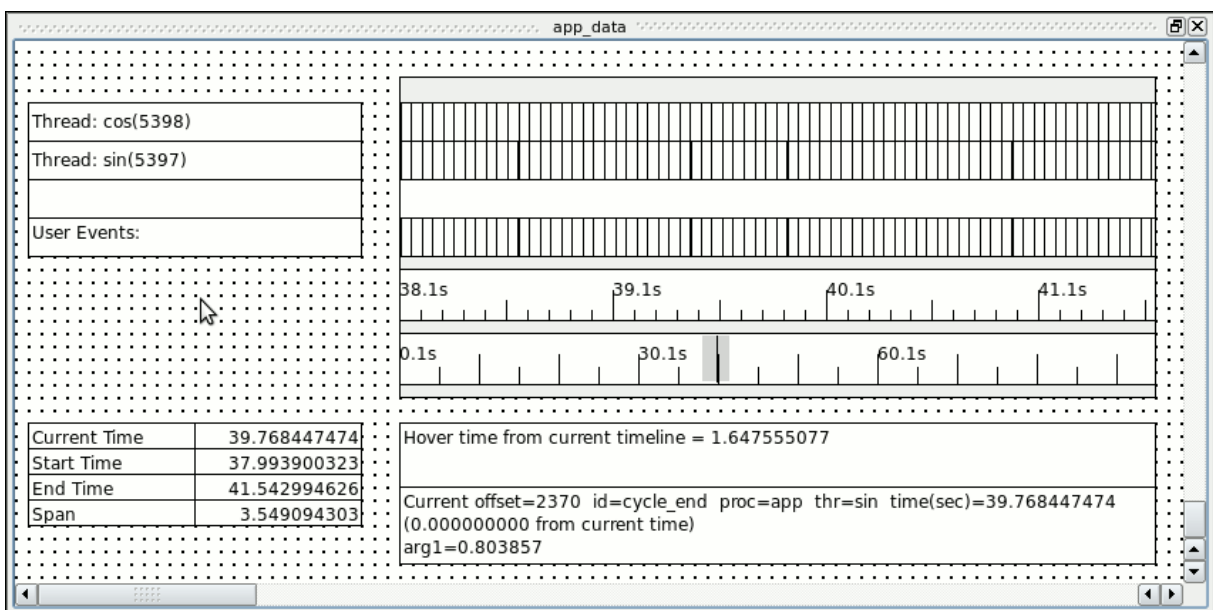 app_data
Thread: cos(5398)
Thread: sin(5397)
User Events:
38.1s 39.1s 40.1s 41.1s
0.1s 30.1s 60.1s
Current Time 39.768447474
Start Time 37.993900323
End Time 41.542994626
Span 3.549094303
Hover time from current timeline = 1.647555077
Current offset=2370 id=cycle_end proc=app thr=sin time(sec)=39.768447474
(0.000000000 from current time)
arg1=0.803857